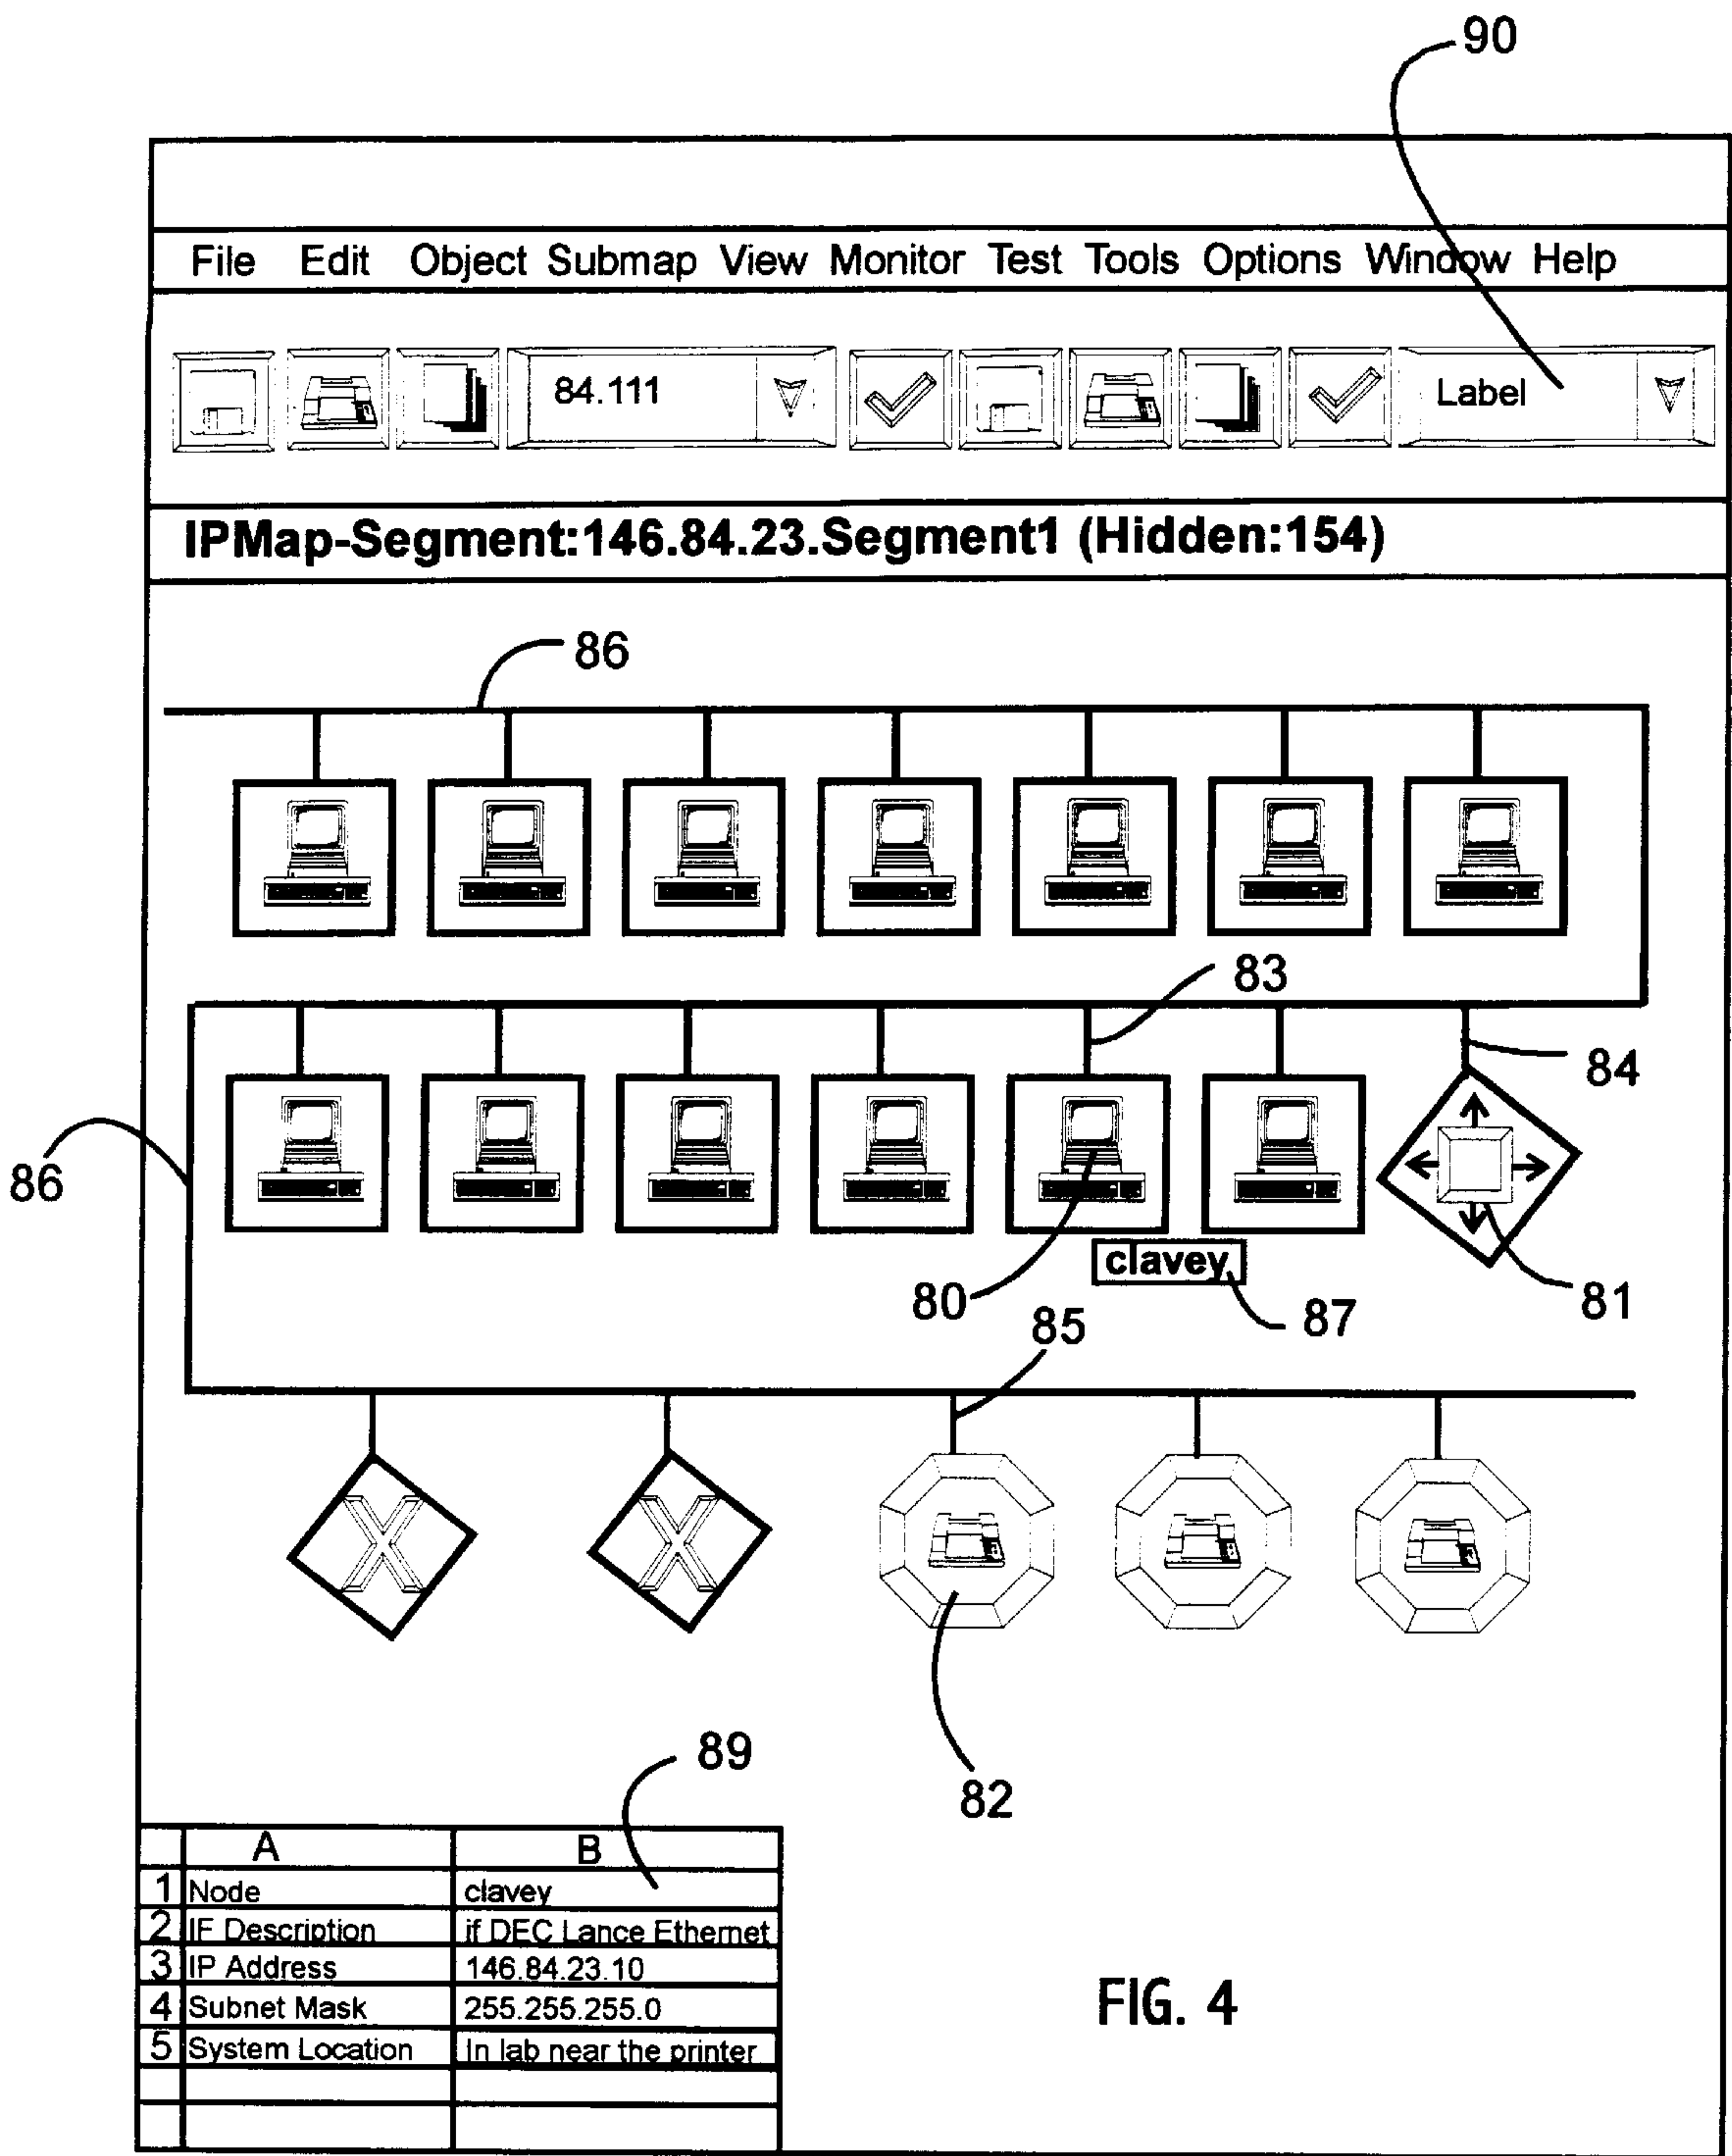 90
File Edit Object Submap View Monitor Test Tools Options Window Help
84.111 Label
IPMap-Segment:146.84.23.Segment1 (Hidden:154)
86
83
84
86
clavey
80 87 81
85
82
89
A B
1 Node clavey
2 IF Description if DEC Lance Ethernet
3 IP Address 146.84.23.10
4 Subnet Mask 255.255.255.0
5 System Location In lab near the printer
FIG. 4